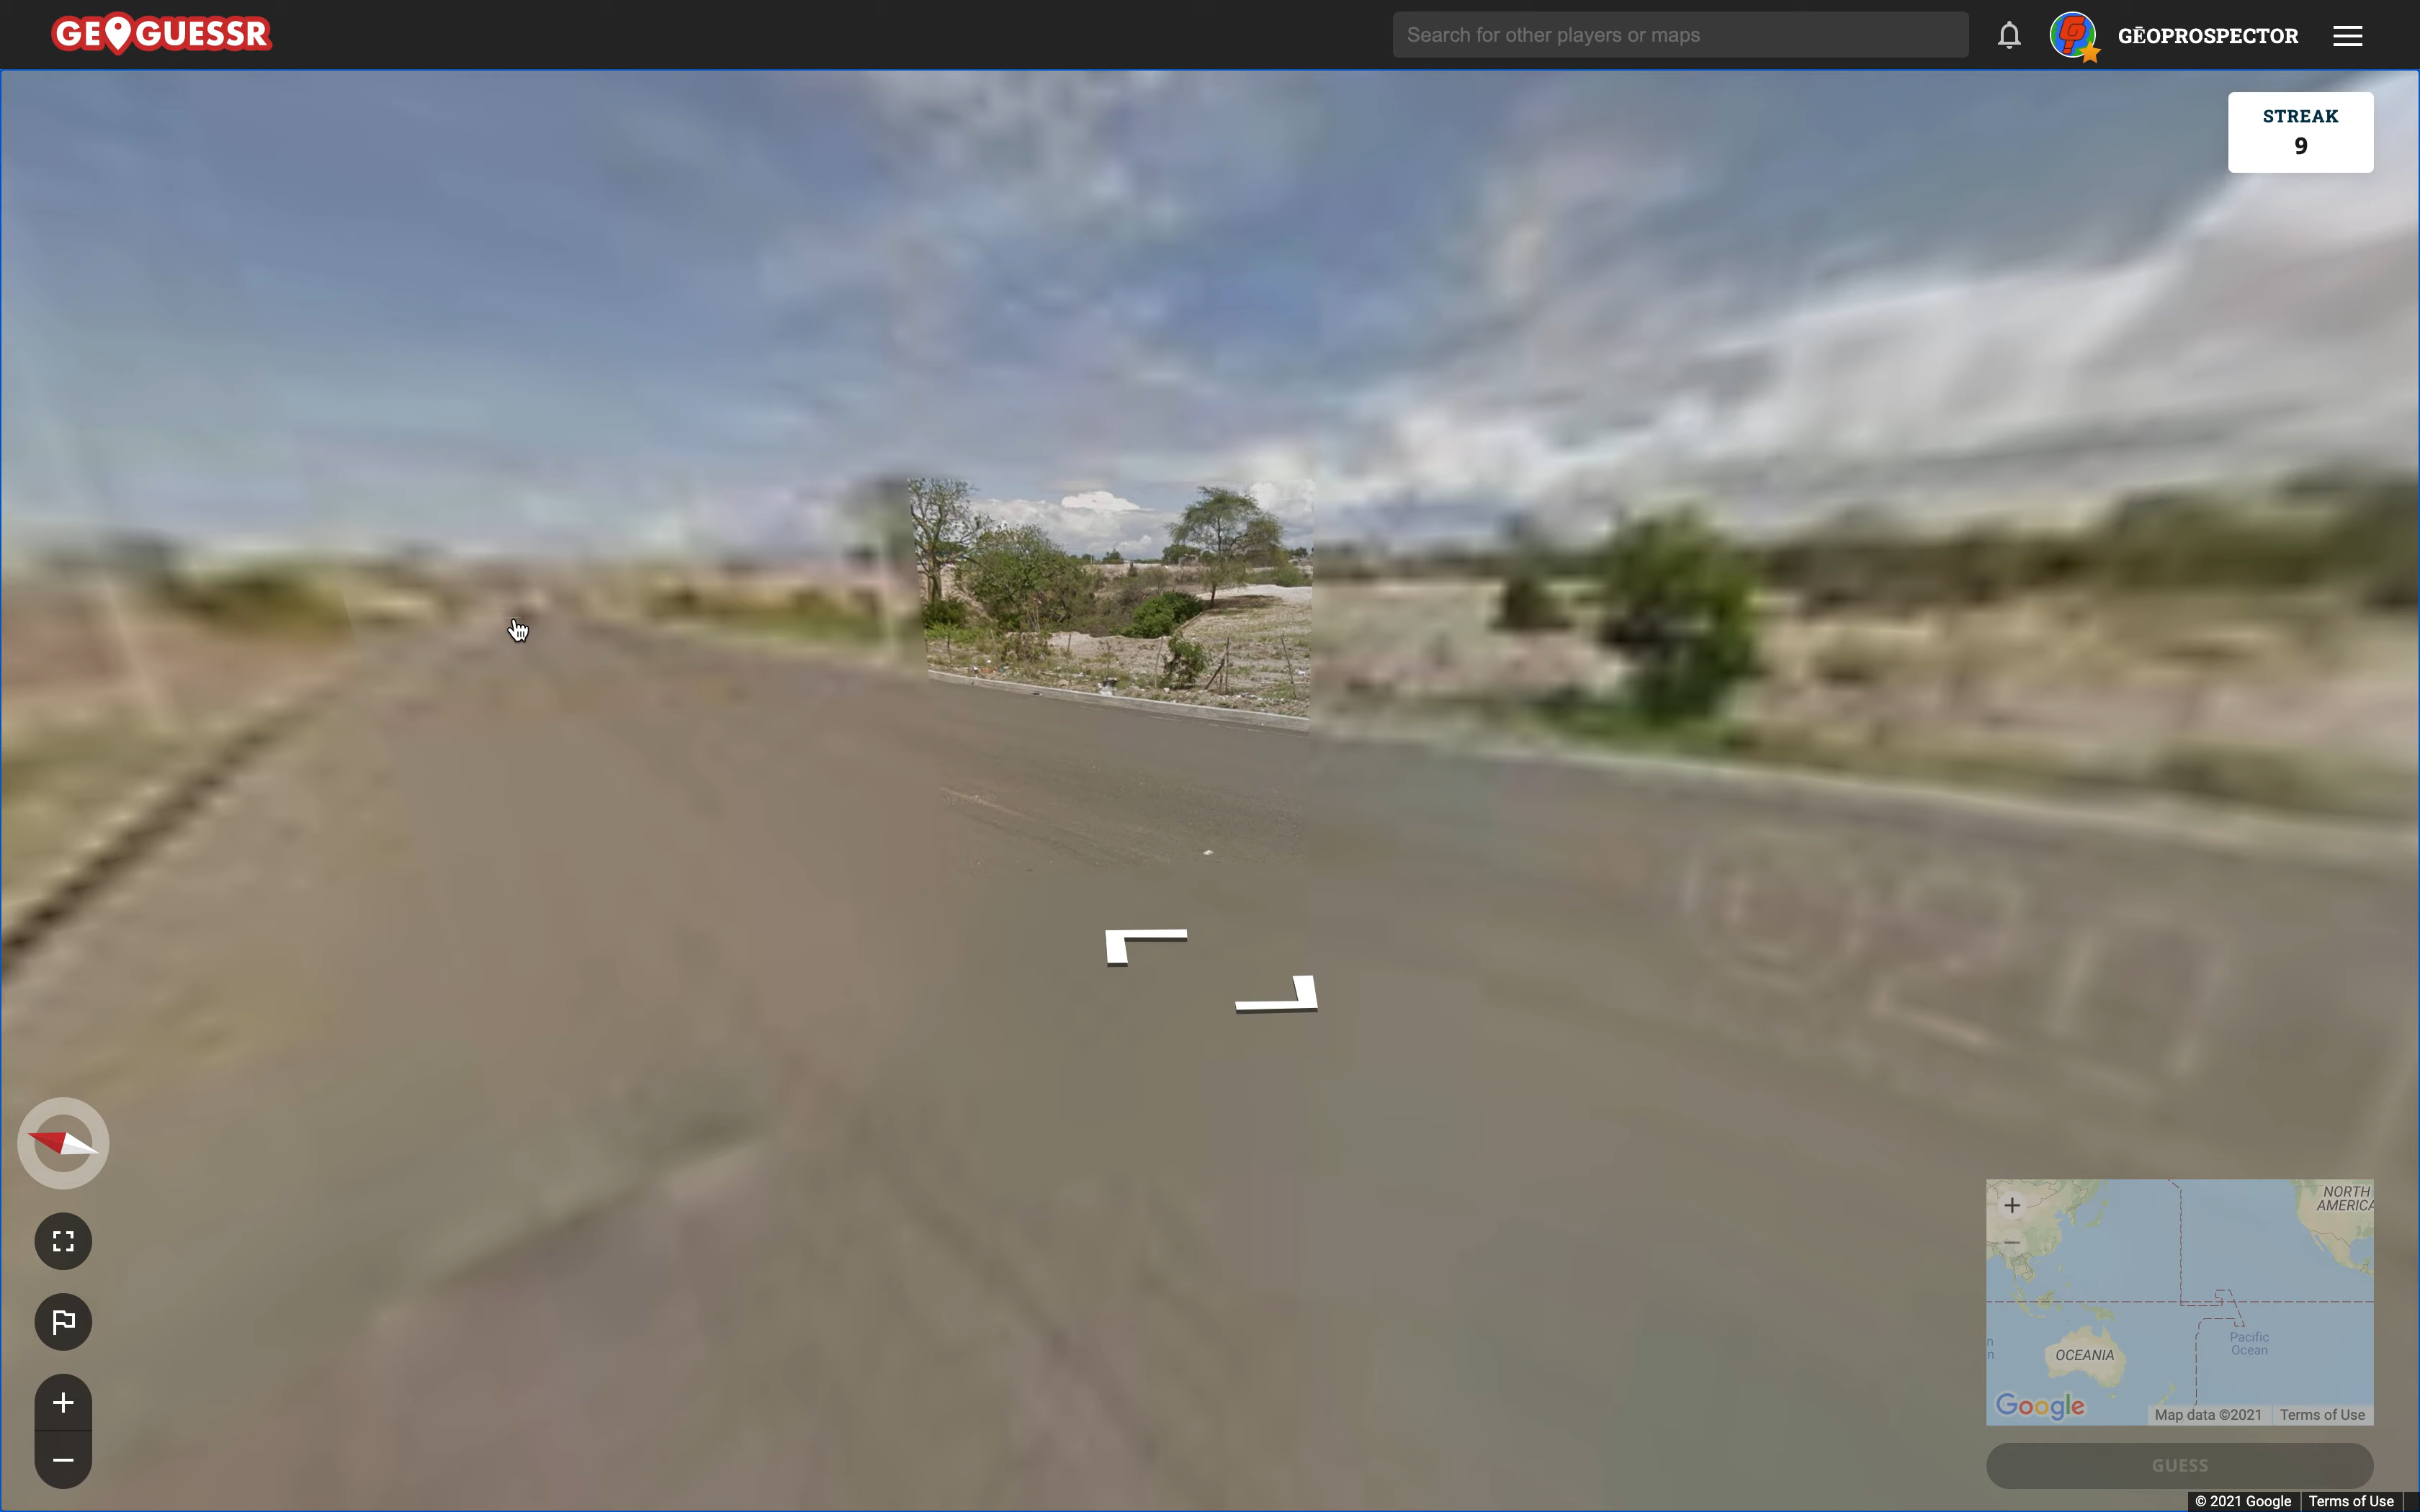 GEOGUESSR
Search for other players or maps
GĒOPROSPECTOR
STREAK
9
NORTH
AMERICA
OCEANIA
Pacific
Ocean
Google
Map data ©2021
Terms of Use
GUESS
© 2021 Google
Terms of Use